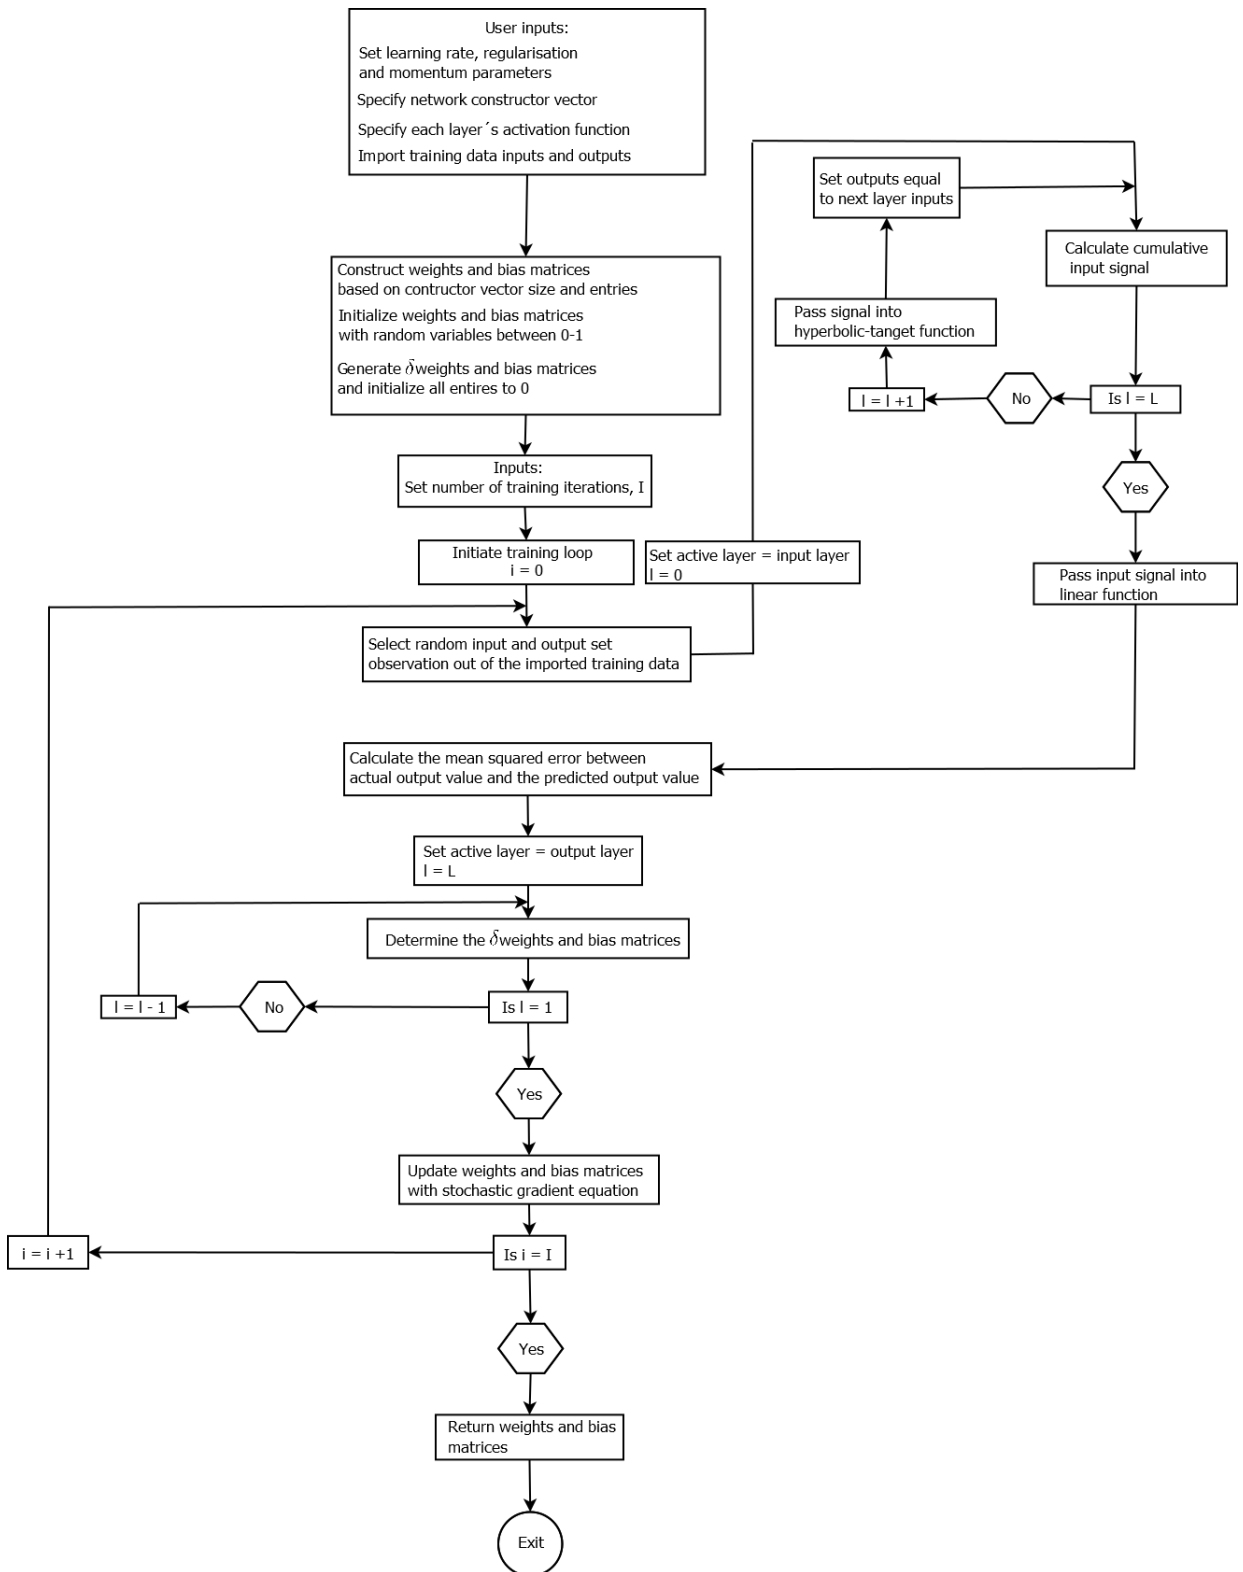 User inputs:
Set learning rate, regularisation
and momentum parameters
Specify network constructor vector
Specify each layer´s activation function
Import training data inputs and outputs
Construct weights and bias matrices
based on contructor vector size and entries
Initialize weights and bias matrices
with random variables between 0-1
Generate δ weights and bias matrices
and initialize all entires to 0
Inputs:
Set number of training iterations, I
Initiate training loop
i = 0
Select random input and output set
observation out of the imported training data
Set active layer = input layer
l = 0
Set outputs equal
to next layer inputs
Calculate cumulative
input signal
Pass signal into
hyperbolic-tanget function
l = l +1
No
Is l = L
Yes
Pass input signal into
linear function
Calculate the mean squared error between
actual output value and the predicted output value
Set active layer = output layer
l = L
Determine the δ weights and bias matrices
l = l - 1
No
Is l = 1
Yes
Update weights and bias matrices
with stochastic gradient equation
i = i +1
Is i = I
Yes
Return weights and bias
matrices
Exit